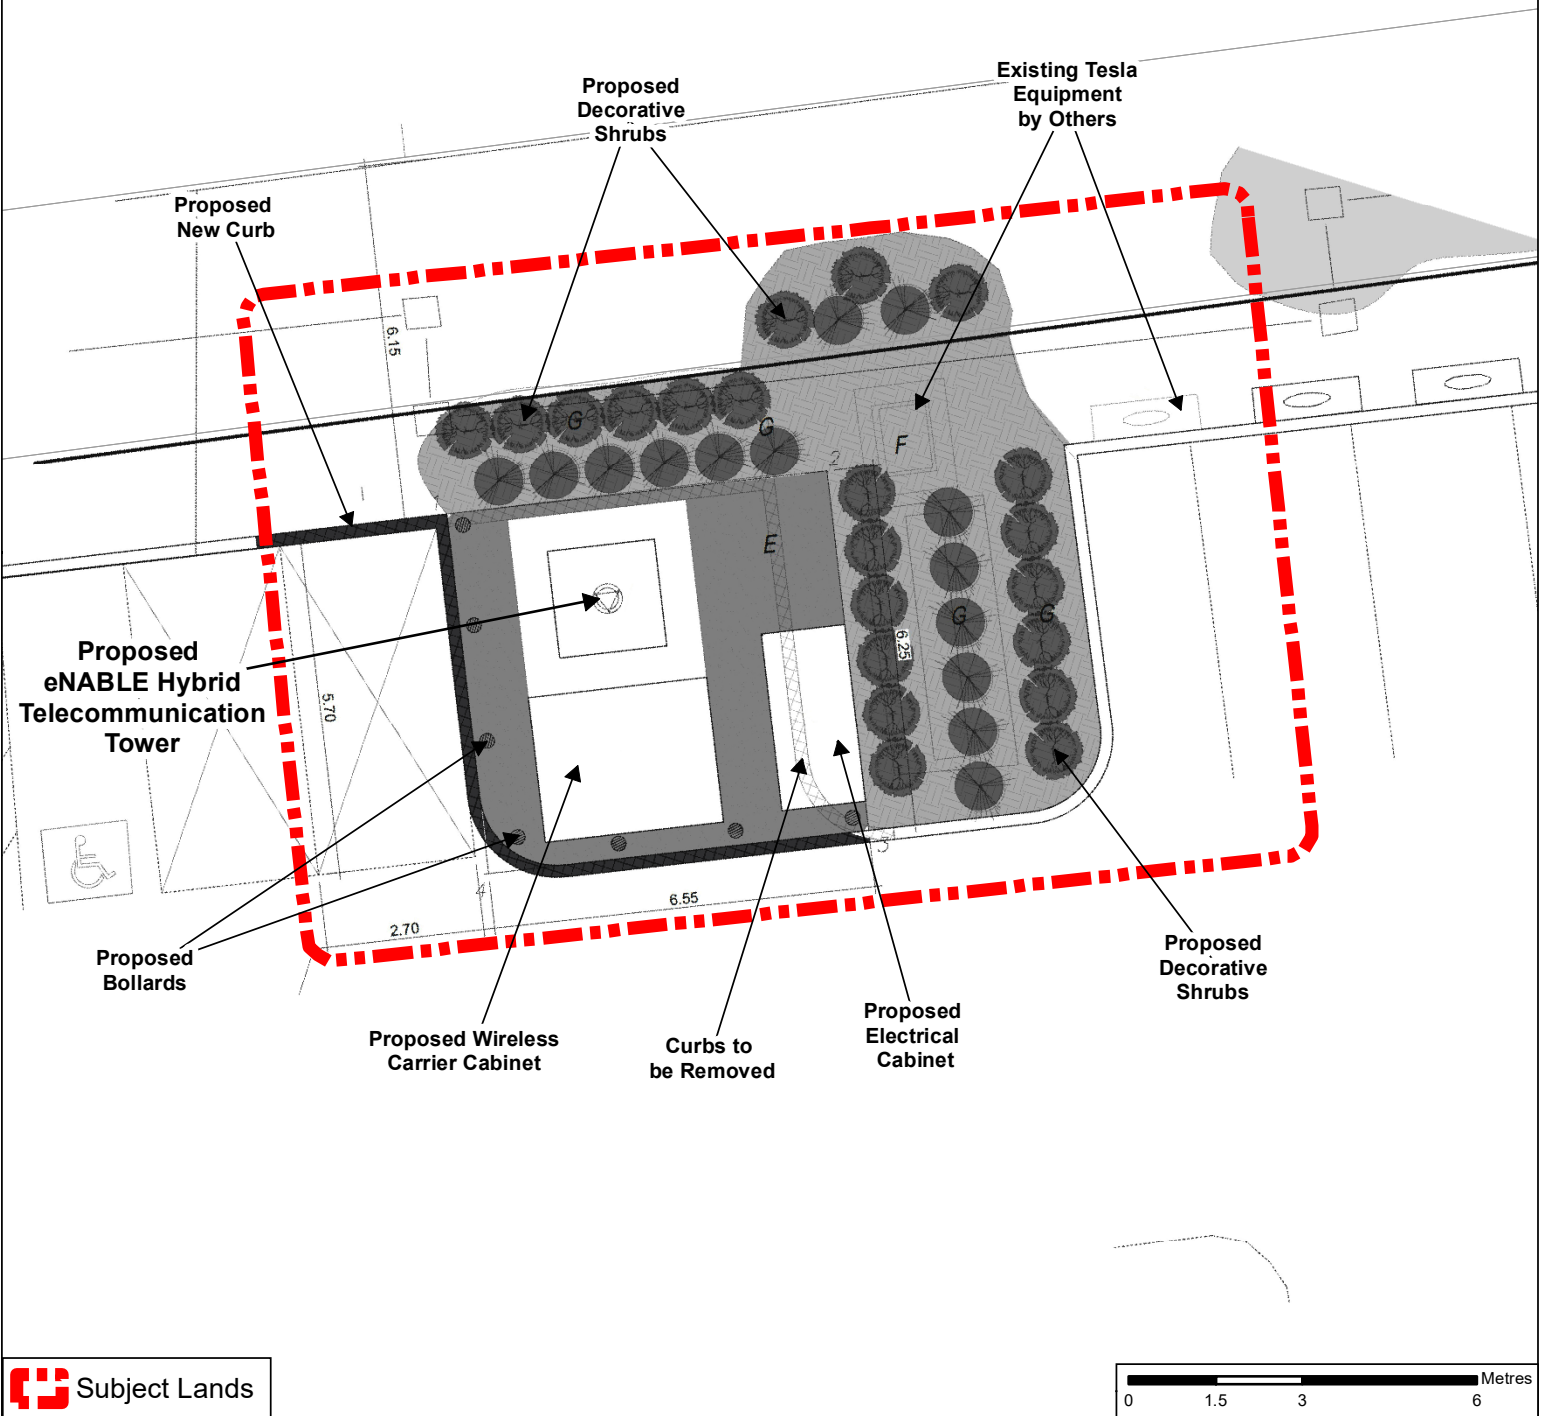 Existing Tesla
Equipment
by Others
Proposed
Decorative
Shrubs
Proposed
New Curb
6.15
G
G
F
2
E
Proposed
eNABLE Hybrid
Telecommunication
Tower
G
G
6.25
5.70
3
4
6.55
2.70
Proposed
Bollards
Proposed
Decorative
Shrubs
Proposed Wireless
Carrier Cabinet
Curbs to
be Removed
Proposed
Electrical
Cabinet
Subject Lands
Metres
0 1.5 3 6